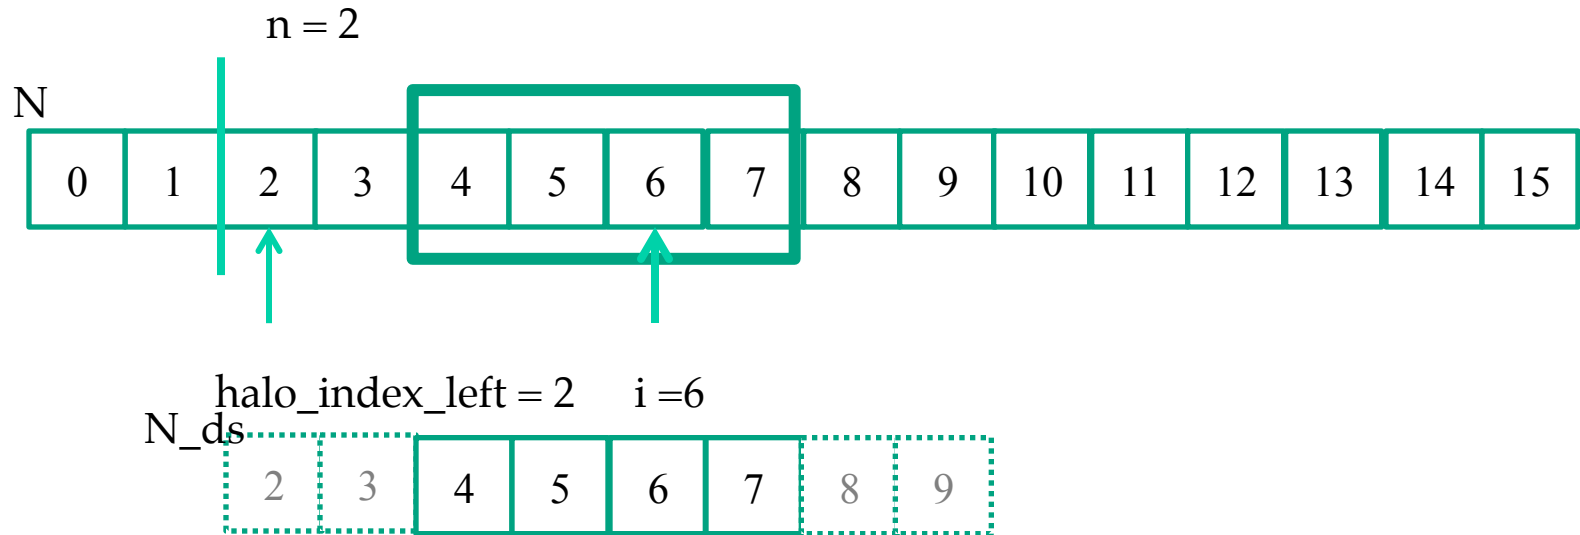 n = 2
N
0 1 2 3 4 5 6 7 8 9 10 11 12 13 14 15
halo_index_left = 2 i =6
N_ds
2 3 4 5 6 7 8 9